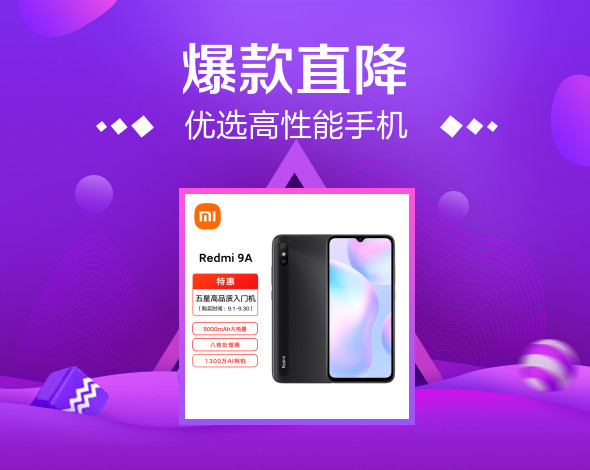 爆款直降
优选高性能手机
mi
Redmi 9A
特惠
五星高品质入门机
[ 购买时间：9.1-9.30 ]
5000mAh大电量
八核处理器
1300万AI相机
Redmi